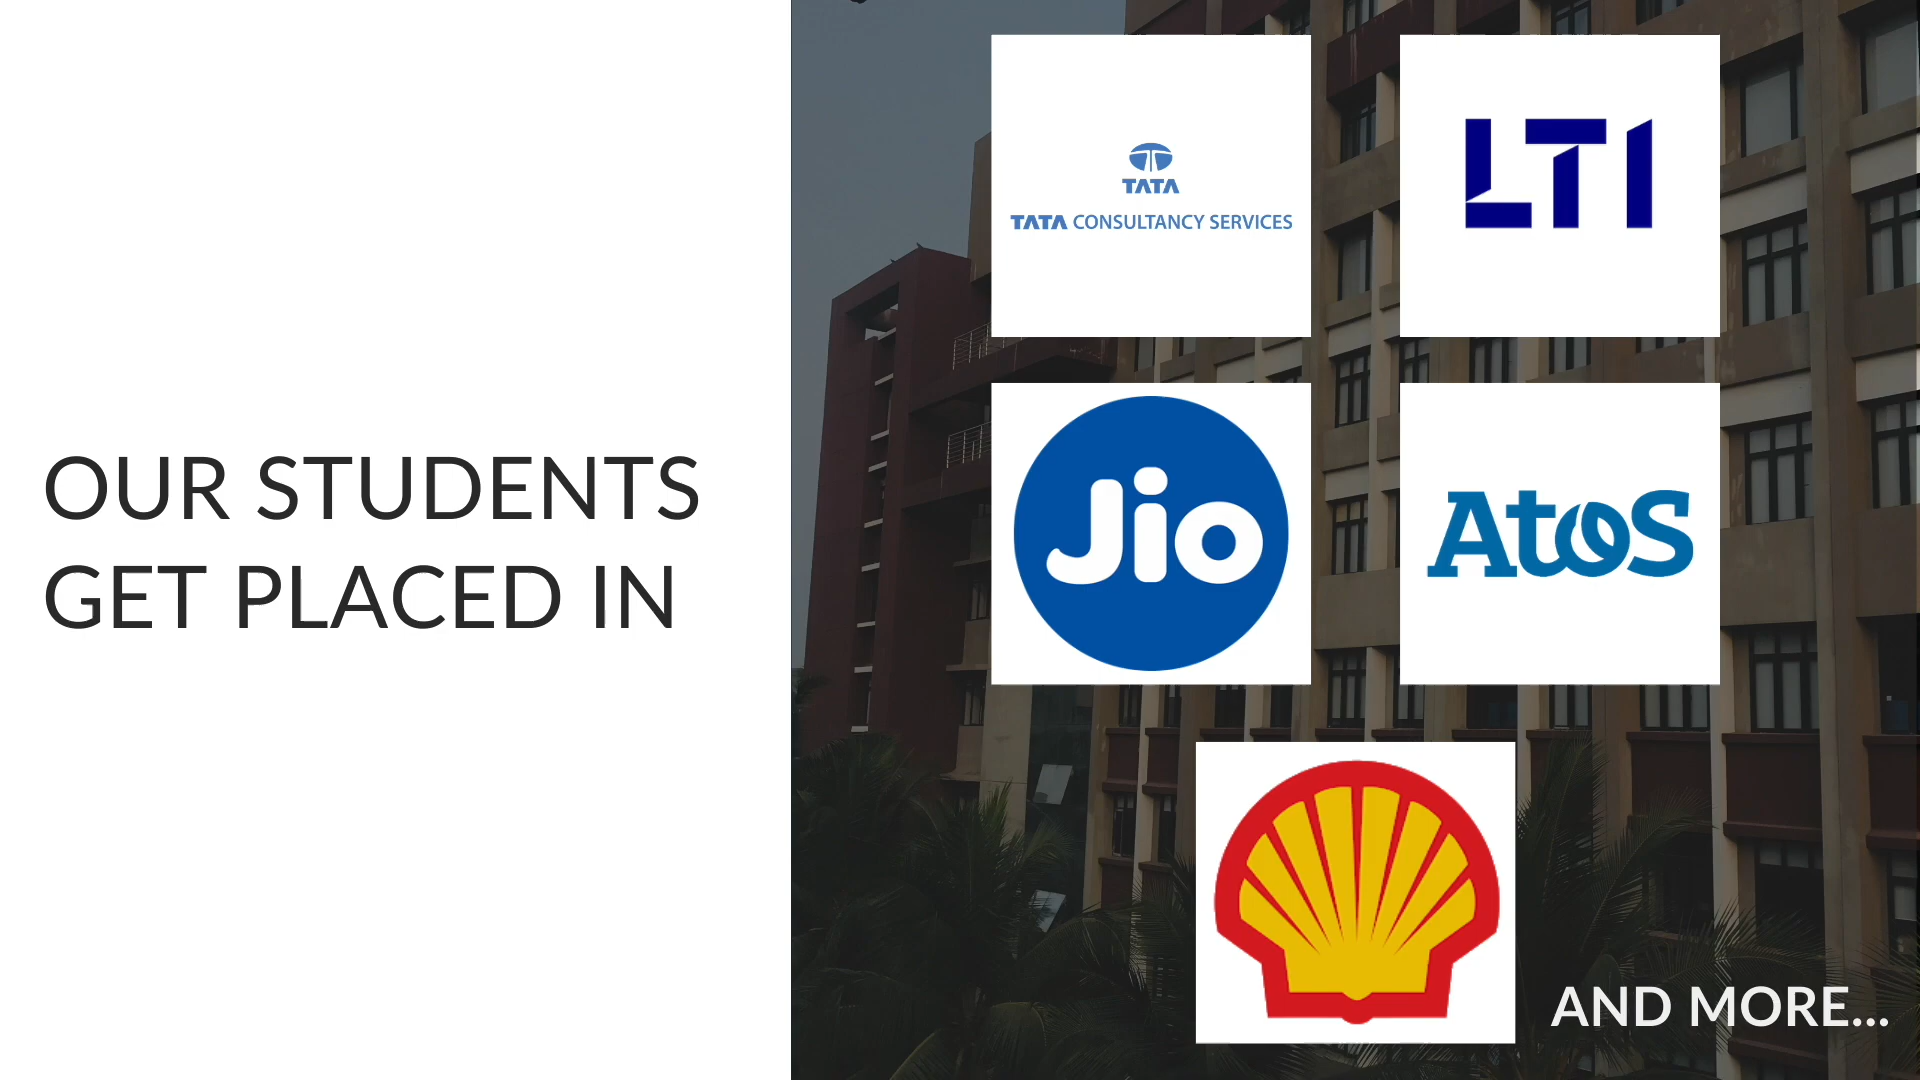 OUR STUDENTS
GET PLACED IN
TATA
TATA CONSULTANCY SERVICES
LTI
Jio
Atos
AND MORE...